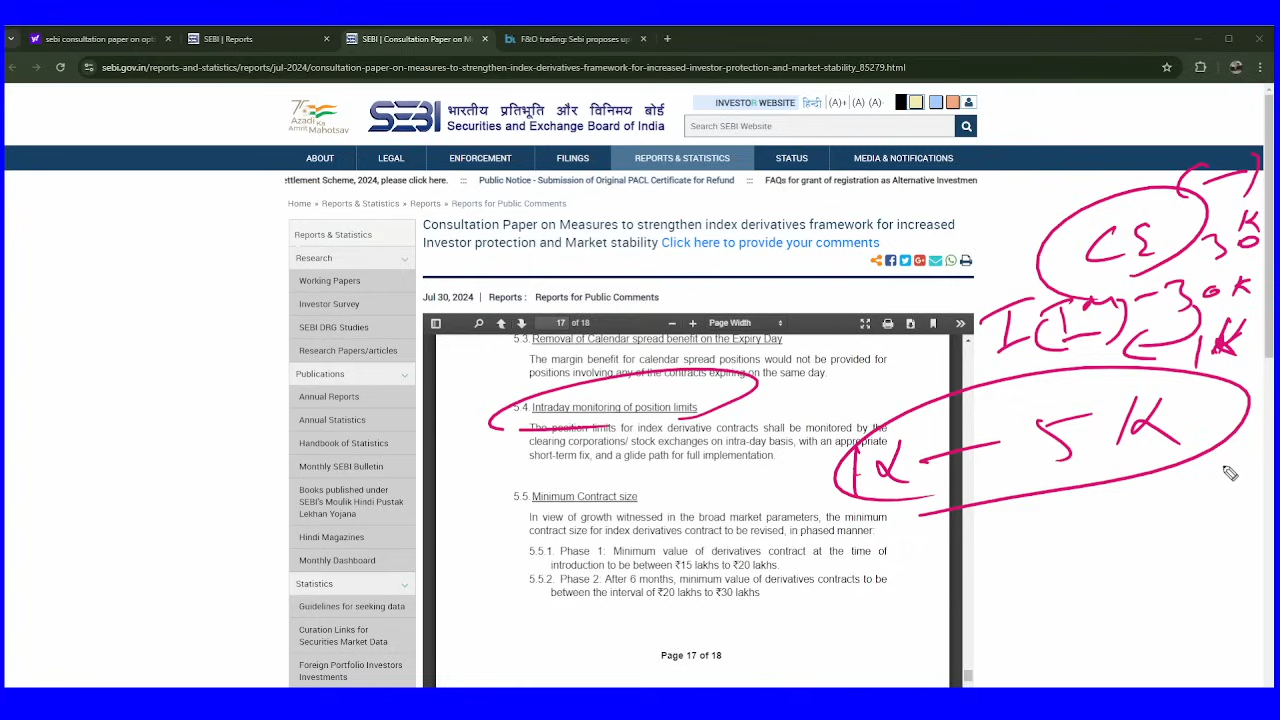 sebi consultation paper on opti
SEBI | Reports
SEBI | Consultation Paper on M
F&O trading: Sebi proposes up
sebi.gov.in/reports-and-statistics/reports/jul-2024/consultation-paper-on-measures-to-strengthen-index-derivatives-framework-for-increased-investor-protection-and-market-stability_85279.html
75
Azadi Ka
Amrit Mahotsav
SEBI
भारतीय प्रतिभूति और विनिमय बोर्ड
Securities and Exchange Board of India
INVESTOR WEBSITE
हिन्दी (A)+ (A) (A)-
Search SEBI Website
ABOUT LEGAL ENFORCEMENT FILINGS REPORTS & STATISTICS STATUS MEDIA & NOTIFICATIONS
ettlement Scheme, 2024, please click here. ::: Public Notice - Submission of Original PACL Certificate for Refund ::: FAQs for grant of registration as Alternative Investmen
Home » Reports & Statistics » Reports » Reports for Public Comments
Reports & Statistics
Research
Working Papers
Investor Survey
SEBI DRG Studies
Research Papers/articles
Publications
Annual Reports
Annual Statistics
Handbook of Statistics
Monthly SEBI Bulletin
Books published under
SEBI's Moulik Hindi Pustak
Lekhan Yojana
Hindi Magazines
Monthly Dashboard
Statistics
Guidelines for seeking data
Curation Links for
Securities Market Data
Foreign Portfolio Investors
Investments
Consultation Paper on Measures to strengthen index derivatives framework for increased
Investor protection and Market stability Click here to provide your comments
Jul 30, 2024 | Reports : Reports for Public Comments
17 of 18
Page Width
5.3. Removal of Calendar spread benefit on the Expiry Day
The margin benefit for calendar spread positions would not be provided for
positions involving any of the contracts expiring on the same day.
5.4. Intraday monitoring of position limits
The position limits for index derivative contracts shall be monitored by the
clearing corporations/ stock exchanges on intra-day basis, with an appropriate
short-term fix, and a glide path for full implementation.
5.5. Minimum Contract size
In view of growth witnessed in the broad market parameters, the minimum
contract size for index derivatives contract to be revised, in phased manner:
5.5.1. Phase 1: Minimum value of derivatives contract at the time of
introduction to be between ₹15 lakhs to ₹20 lakhs.
5.5.2. Phase 2: After 6 months, minimum value of derivatives contracts to be
between the interval of ₹20 lakhs to ₹30 lakhs
Page 17 of 18
CE
30 K
30 K
1 K
5 K